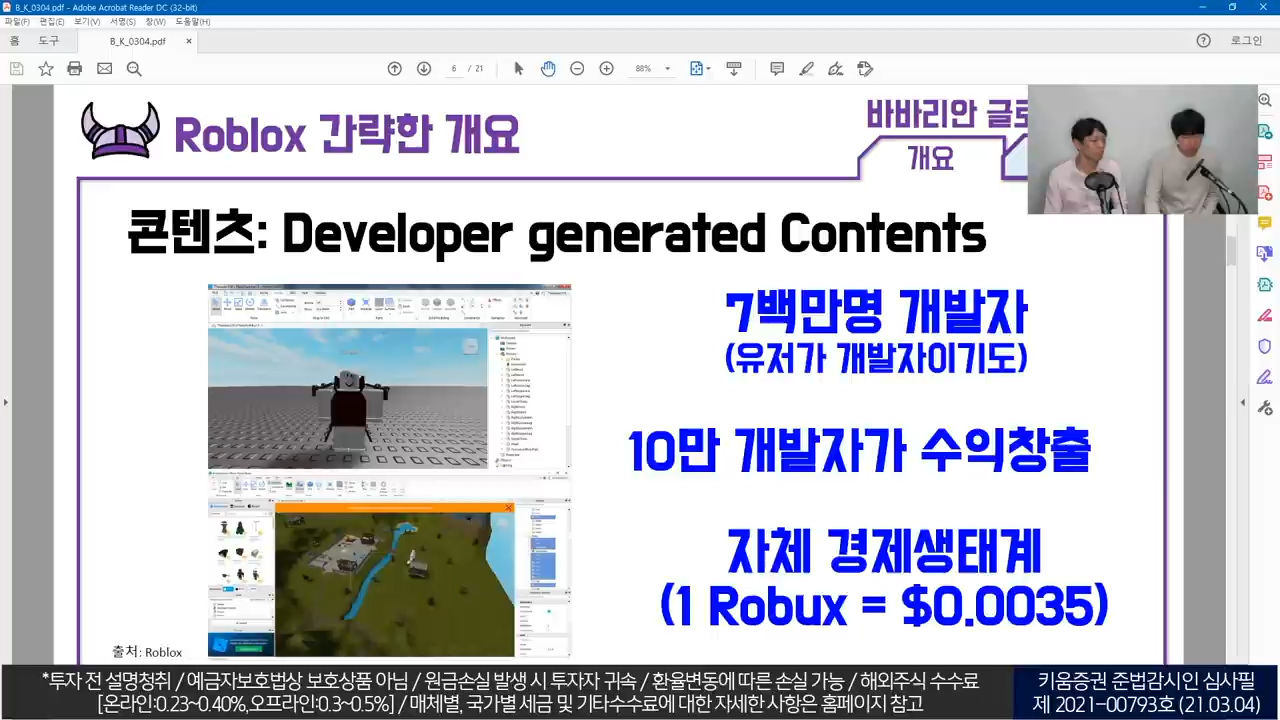 B_K_0304.pdf - Adobe Acrobat Reader DC (32-bit)
파일(F) 편집(E) 보기(V) 서명(S) 창(W) 도움말(H)
홈 도구 B_K_0304.pdf × 로그인
6 / 21 88%
Roblox 간략한 개요
바바리안 글로
개요
콘텐츠: Developer generated Contents
7백만명 개발자
(유저가 개발자이기도)
10만 개발자가 수익창출
자체 경제생태계
(1 Robux = $0.0035)
출처: Roblox
*투자 전 설명청취 / 예금자보호법상 보호상품 아님 / 원금손실 발생 시 투자자 귀속 / 환율변동에 따른 손실 가능 / 해외주식 수수료
[온라인:0.23~0.40%,오프라인:0.3~0.5%] / 매체별, 국가별 세금 및 기타수수료에 대한 자세한 사항은 홈페이지 참고
키움증권 준법감시인 심사필
제 2021-00793호 (21.03.04)